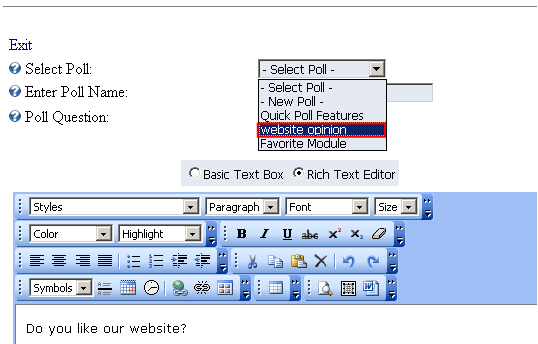 Exit
Select Poll:
- Select Poll -
- Select Poll -
- New Poll -
Quick Poll Features
website opinion
Favorite Module
Enter Poll Name:
Poll Question:
Basic Text Box Rich Text Editor
Styles Paragraph Font Size
Color Highlight B I U abc x² x₂
Symbols
Do you like our website?